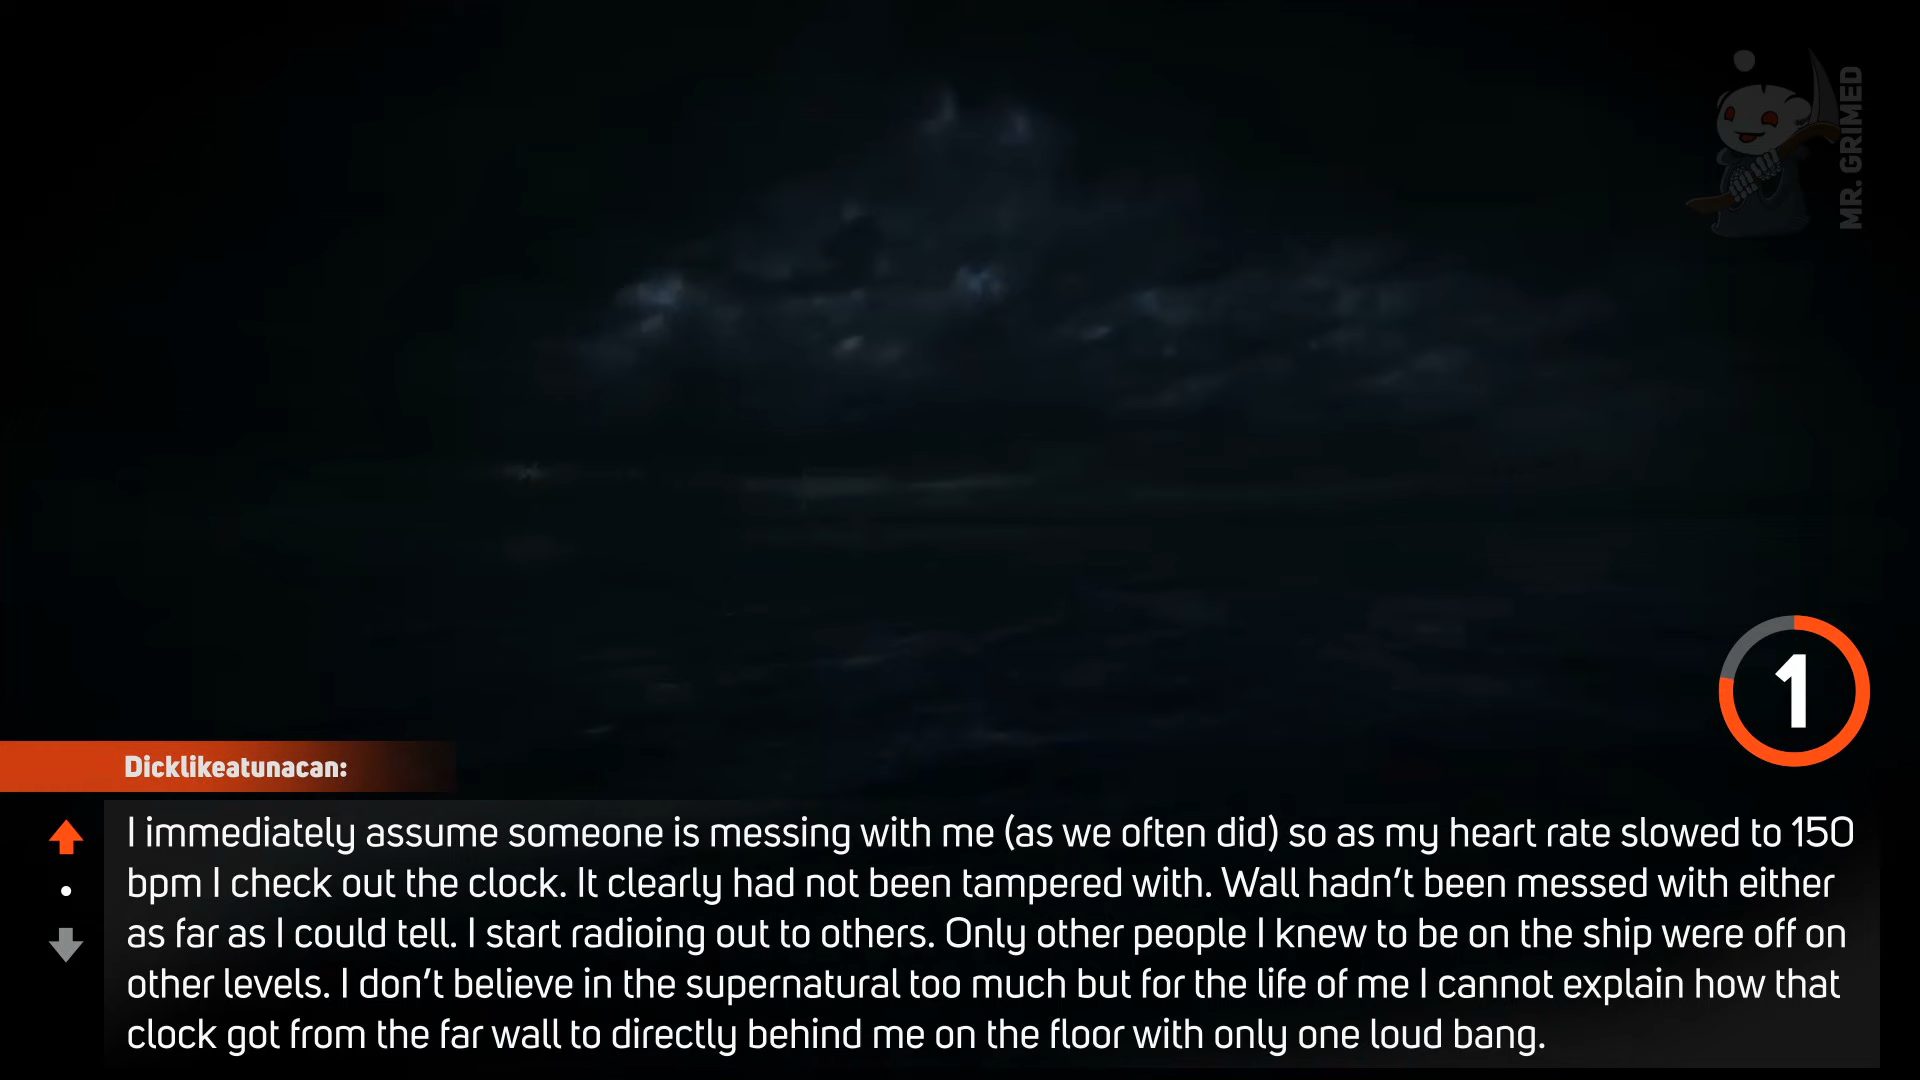 MR. GRIMED
1
Dicklikeatunacan:
I immediately assume someone is messing with me (as we often did) so as my heart rate slowed to 150
bpm I check out the clock. It clearly had not been tampered with. Wall hadn't been messed with either
as far as I could tell. I start radioing out to others. Only other people I knew to be on the ship were off on
other levels. I don't believe in the supernatural too much but for the life of me I cannot explain how that
clock got from the far wall to directly behind me on the floor with only one loud bang.